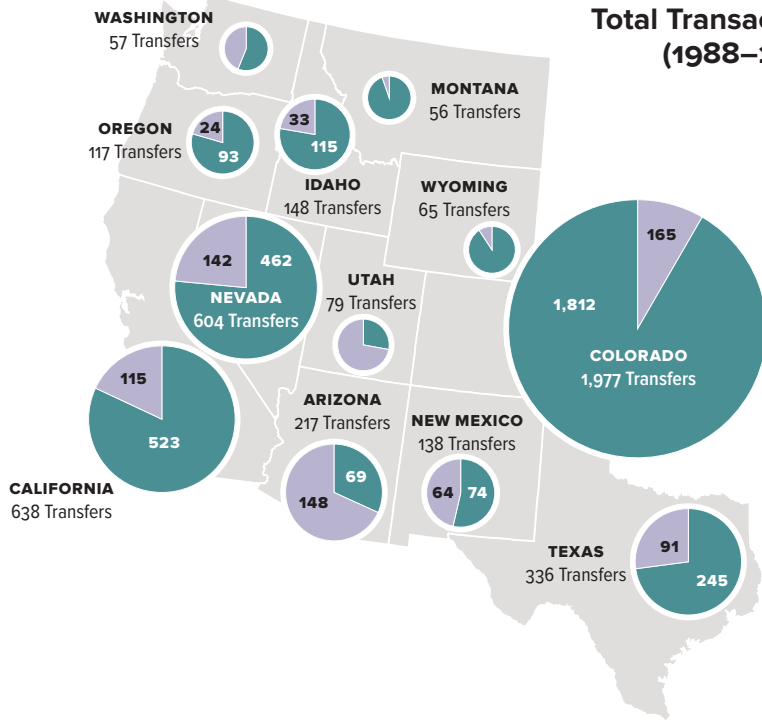 Total
(1988–
WASHINGTON
57 Transfers
MONTANA
56 Transfers
OREGON
117 Transfers
24
93
33
115
IDAHO
148 Transfers
WYOMING
65 Transfers
142
462
NEVADA
604 Transfers
UTAH
79 Transfers
165
1,812
COLORADO
1,977 Transfers
115
523
CALIFORNIA
638 Transfers
ARIZONA
217 Transfers
69
148
NEW MEXICO
138 Transfers
64
74
TEXAS
336 Transfers
91
245